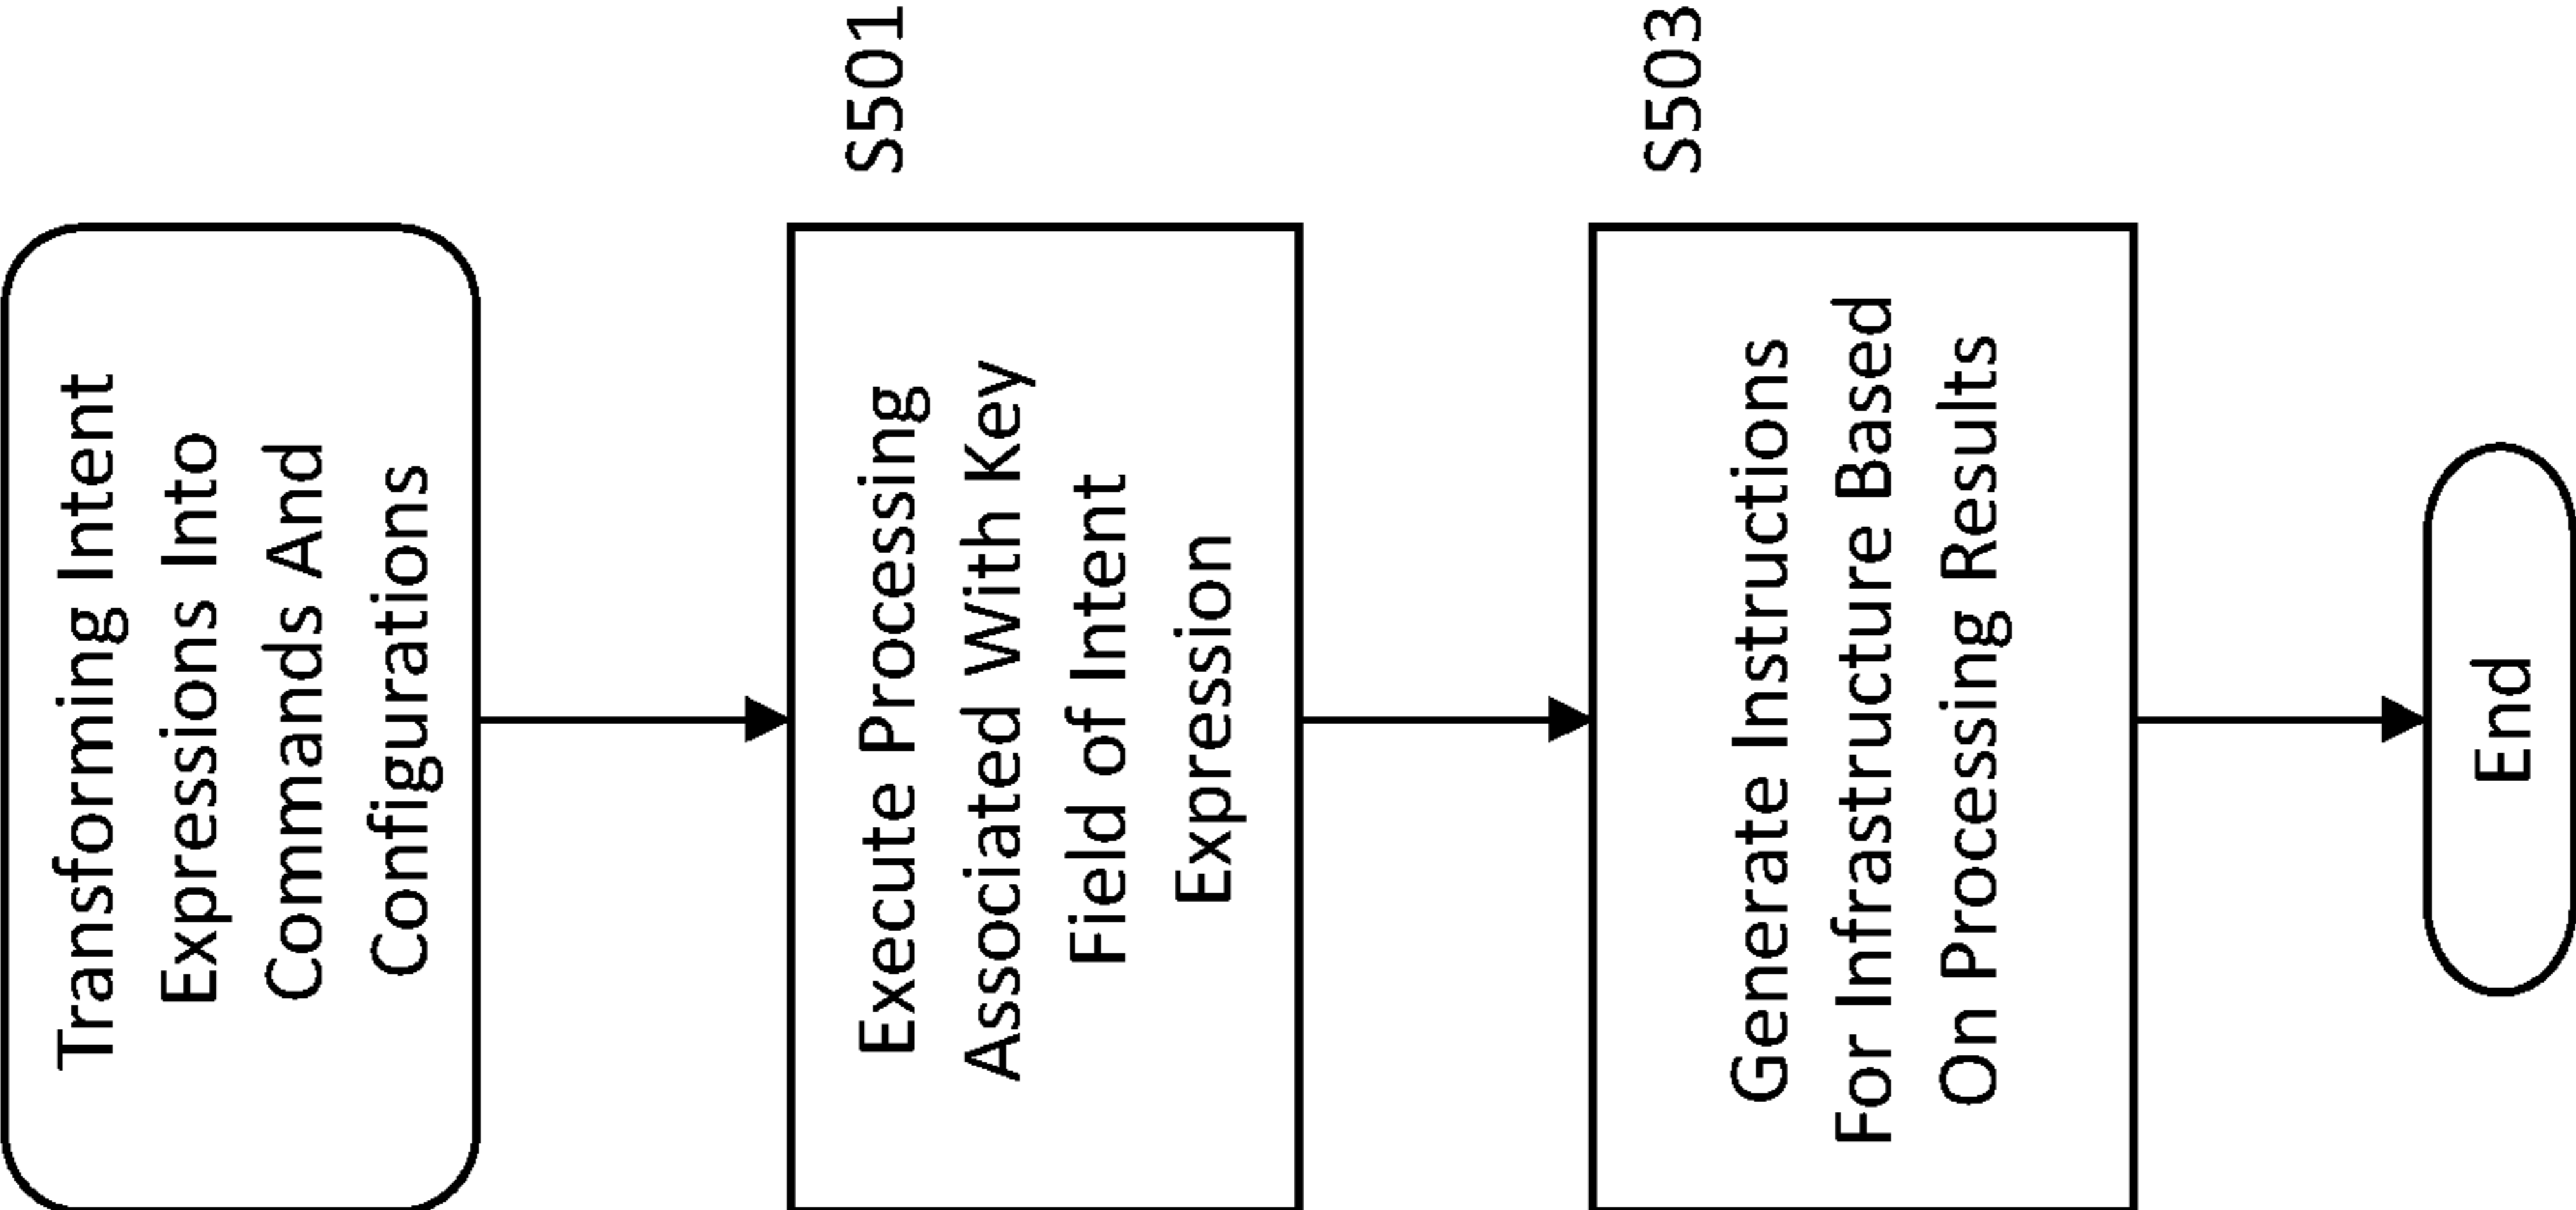 Transforming Intent
Expressions Into
Commands And
Configurations
S501
Execute Processing
Associated With Key
Field of Intent
Expression
S503
Generate Instructions
For Infrastructure Based
On Processing Results
End